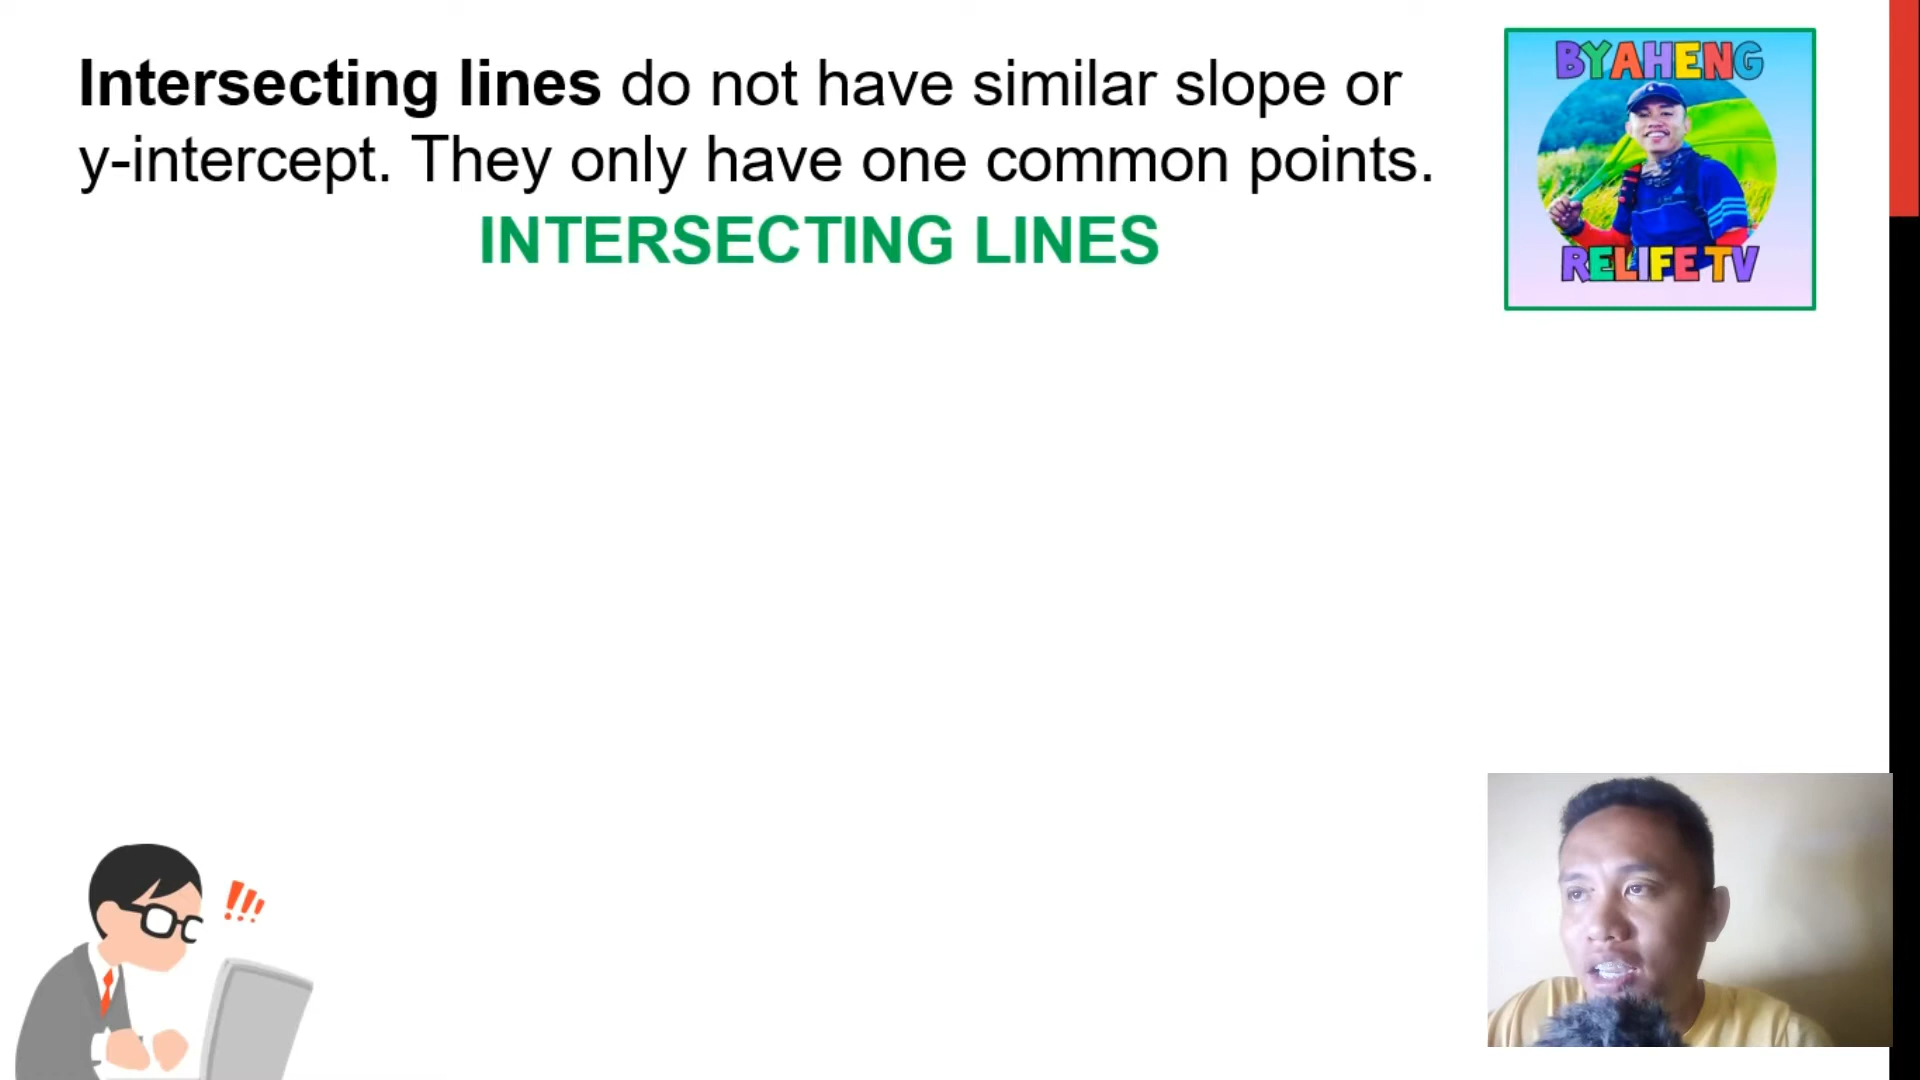 Intersecting lines do not have similar slope or
y-intercept. They only have one common points.
INTERSECTING LINES
BYAHENG
RELIFE TV
!!!